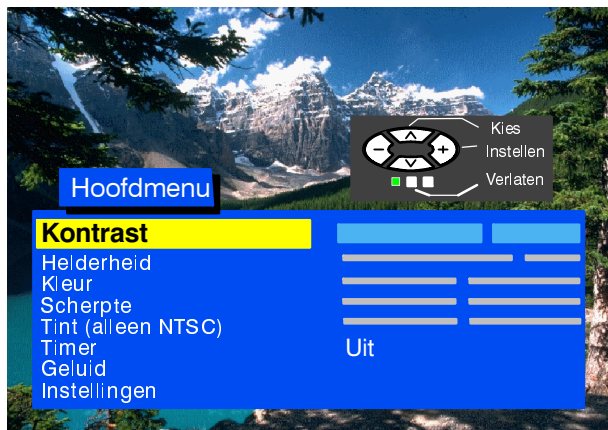 Kies
Instellen
Verlaten
Hoofdmenu
Kontrast
Helderheid
Kleur
Scherpte
Tint (alleen NTSC)
Timer Uit
Geluid
Instellingen